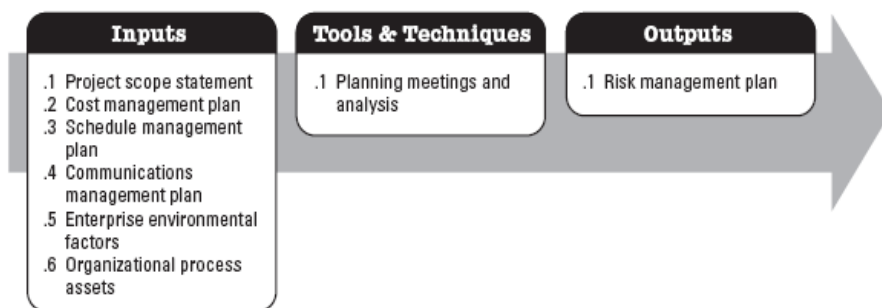 Inputs
.1 Project scope statement
.2 Cost management plan
.3 Schedule management
plan
.4 Communications
management plan
.5 Enterprise environmental
factors
.6 Organizational process
assets
Tools & Techniques
.1 Planning meetings and
analysis
Outputs
.1 Risk management plan